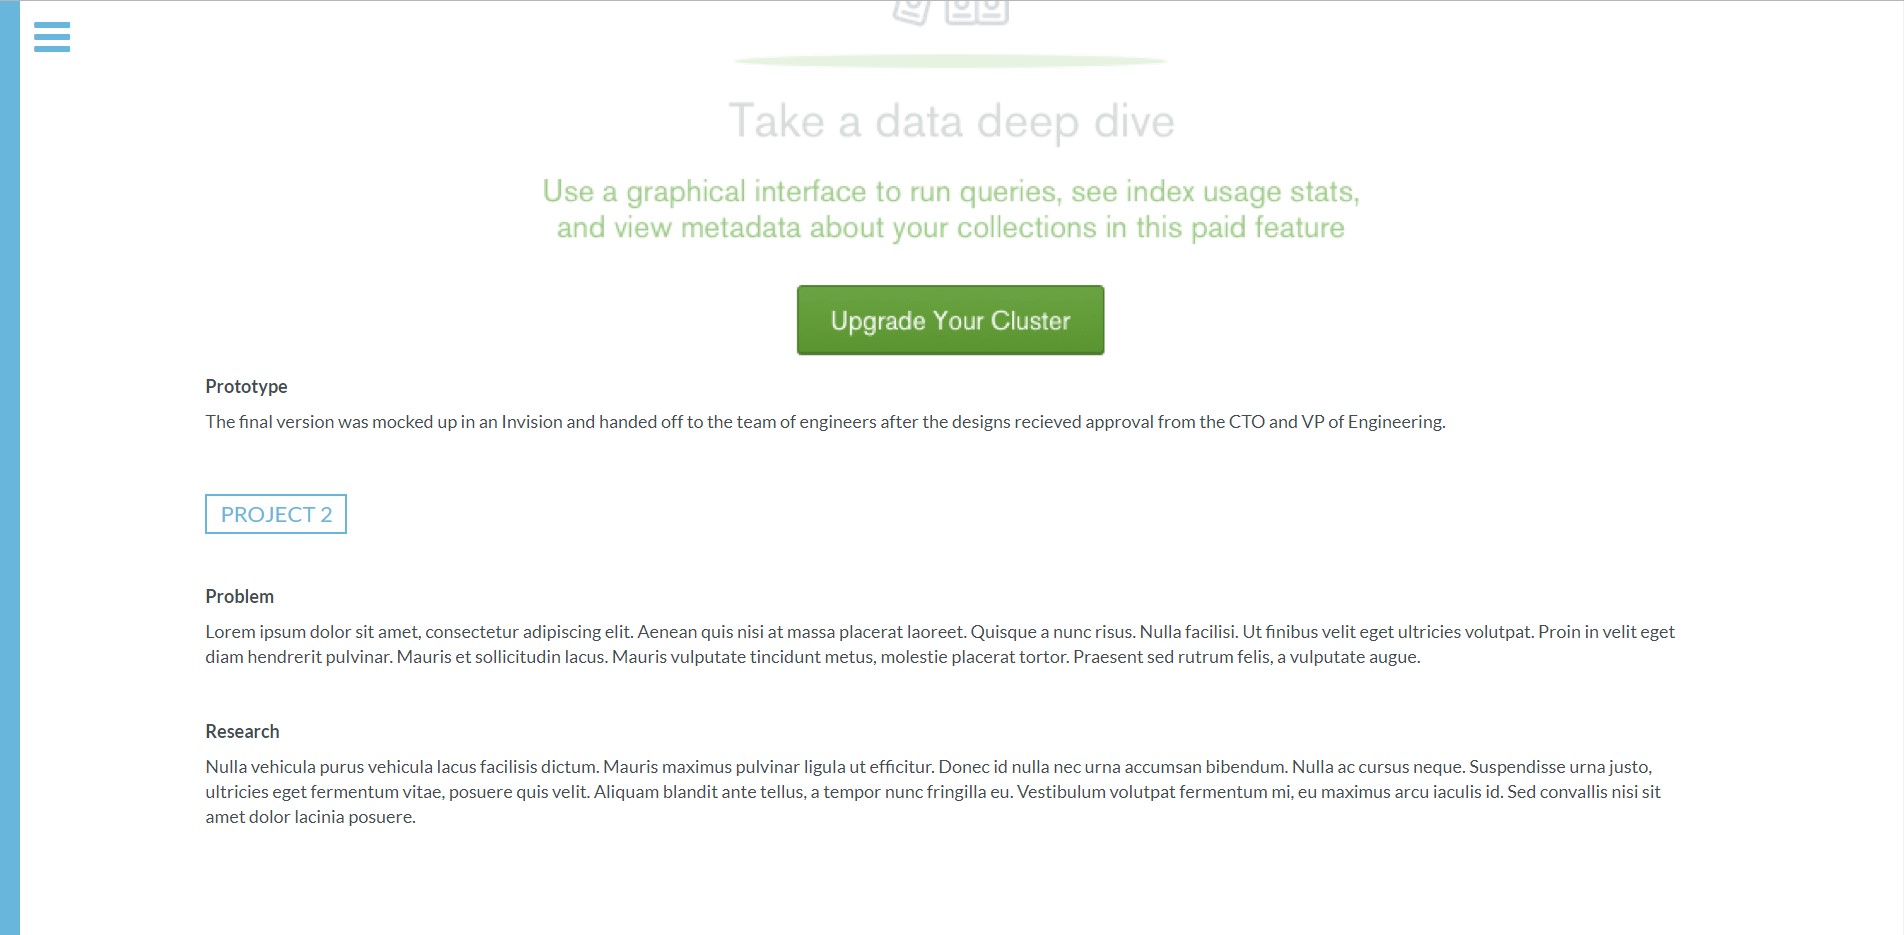 Take a data deep dive
Use a graphical interface to run queries, see index usage stats,
and view metadata about your collections in this paid feature
Upgrade Your Cluster
Prototype
The final version was mocked up in an Invision and handed off to the team of engineers after the designs recieved approval from the CTO and VP of Engineering.
PROJECT 2
Problem
Lorem ipsum dolor sit amet, consectetur adipiscing elit. Aenean quis nisi at massa placerat laoreet. Quisque a nunc risus. Nulla facilisi. Ut finibus velit eget ultricies volutpat. Proin in velit eget
diam hendrerit pulvinar. Mauris et sollicitudin lacus. Mauris vulputate tincidunt metus, molestie placerat tortor. Praesent sed rutrum felis, a vulputate augue.
Research
Nulla vehicula purus vehicula lacus facilisis dictum. Mauris maximus pulvinar ligula ut efficitur. Donec id nulla nec urna accumsan bibendum. Nulla ac cursus neque. Suspendisse urna justo,
ultricies eget fermentum vitae, posuere quis velit. Aliquam blandit ante tellus, a tempor nunc fringilla eu. Vestibulum volutpat fermentum mi, eu maximus arcu iaculis id. Sed convallis nisi sit
amet dolor lacinia posuere.